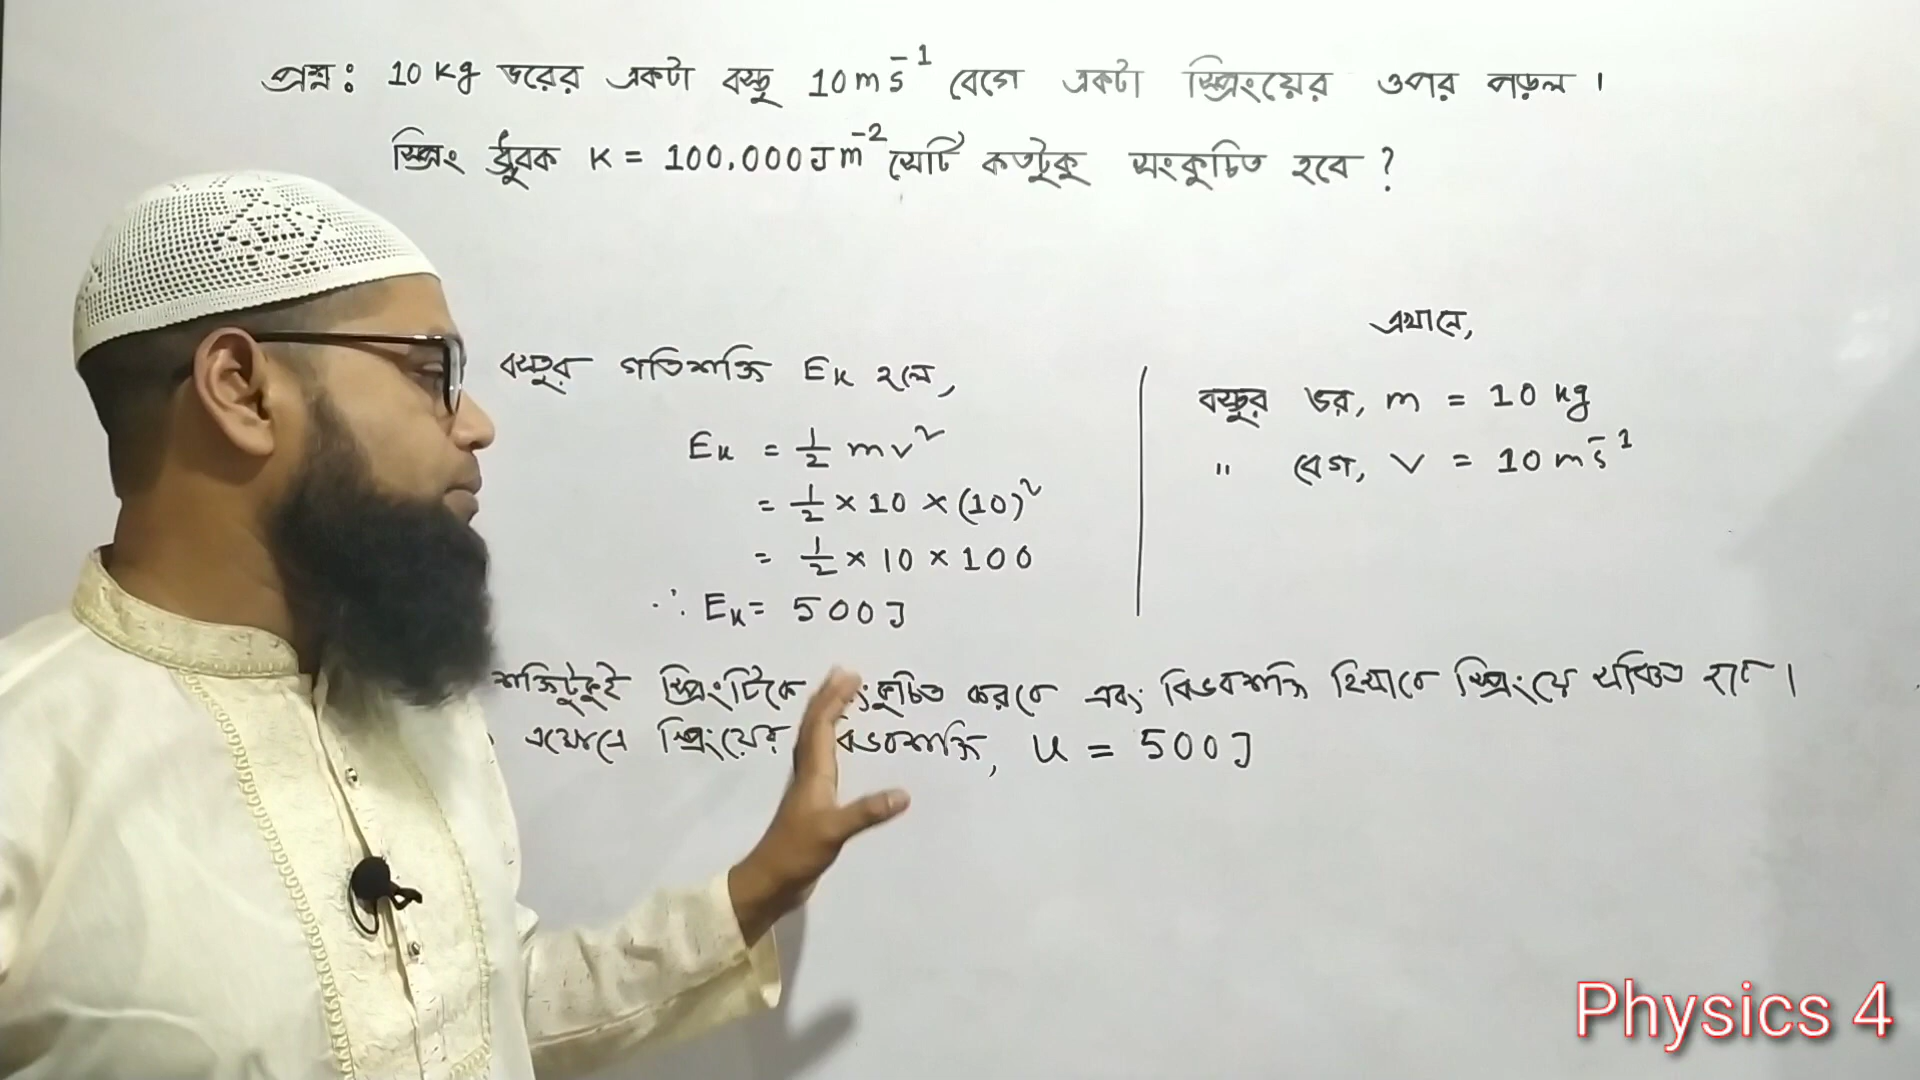 প্রশ্ন: 10 kg ভরের একটা বস্তু 10 ms⁻¹ বেগে একটা স্প্রিংয়ের ওপর পড়ল।
স্প্রিং ধ্রুবক K = 100,000 Jm⁻² সেটি কতটুকু সংকুচিত হবে ?
বস্তুর গতিশক্তি Eₖ হলে,
Eₖ = ½ mv²
= ½ × 10 × (10)²
= ½ × 10 × 100
∴ Eₖ = 500 J
এখানে,
বস্তুর ভর, m = 10 kg
" বেগ, v = 10 ms⁻¹
শক্তিটুকুই স্প্রিংটিকে করবে এবং বিভবশক্তি হিসাবে স্প্রিংয়ে সঞ্চিত হবে।
এক্ষেত্রে স্প্রিংয়ের বিভবশক্তি, U = 500 J
Physics 4